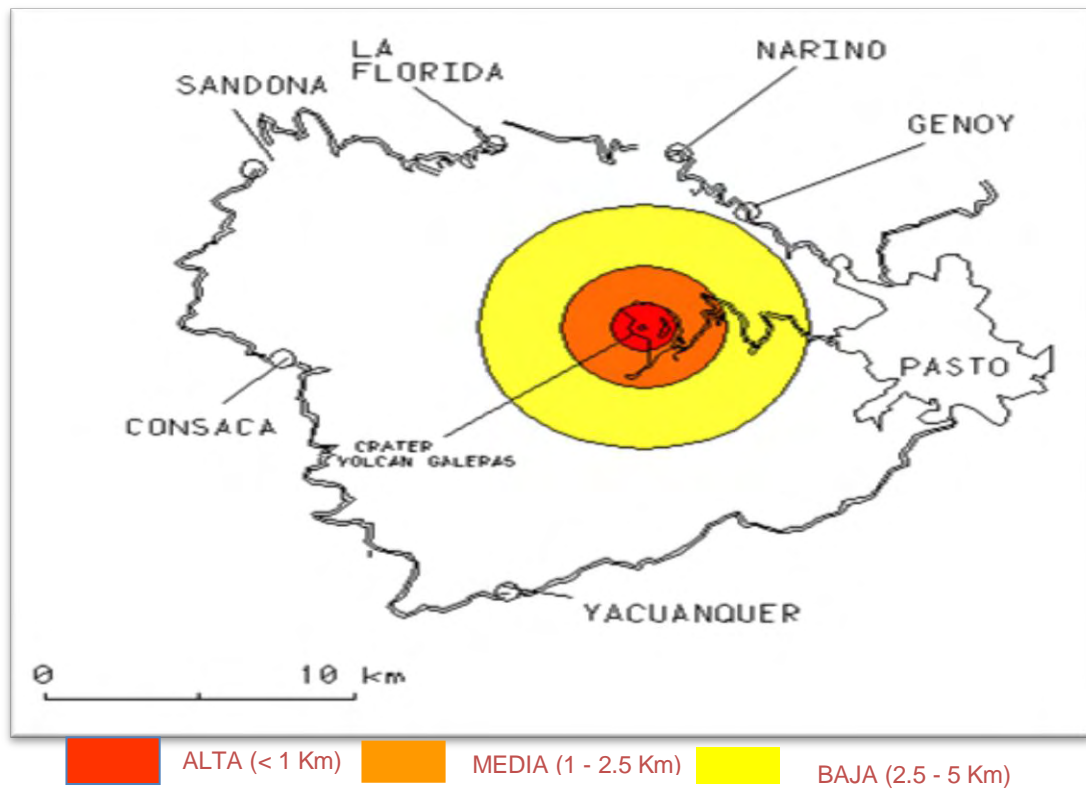 LA
FLORIDA
NARINO
SANDONA
GENOY
PASTO
CONSACA
CRATER
VOLCAN GALERAS
YACUANQUER
0 10 km
ALTA (< 1 Km) MEDIA (1 - 2.5 Km) BAJA (2.5 - 5 Km)